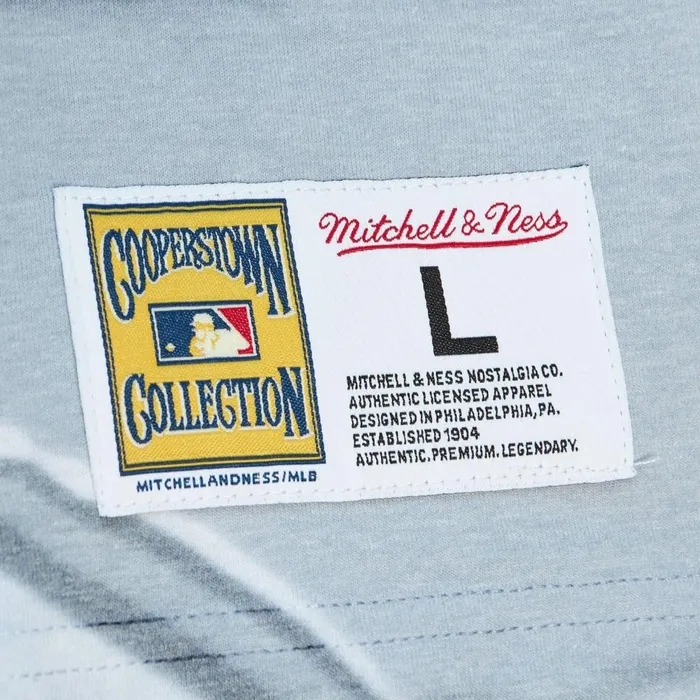 COOPERSTOWN
COLLECTION
MITCHELLANDNESS/MLB
Mitchell & Ness
L
MITCHELL & NESS NOSTALGIA CO.
AUTHENTIC LICENSED APPAREL
DESIGNED IN PHILADELPHIA, PA.
ESTABLISHED 1904
AUTHENTIC.PREMIUM.LEGENDARY.